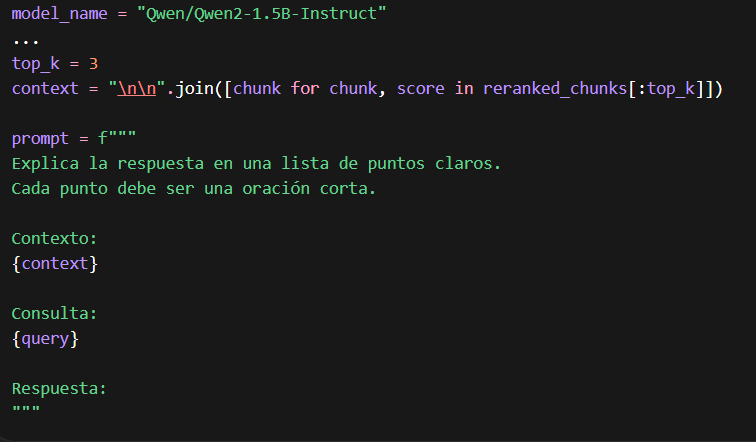 model_name = "Qwen/Qwen2-1.5B-Instruct"
...
top_k = 3
context = "\n\n".join([chunk for chunk, score in reranked_chunks[:top_k]])
prompt = f"""
Explica la respuesta en una lista de puntos claros.
Cada punto debe ser una oración corta.
Contexto:
{context}
Consulta:
{query}
Respuesta:
"""